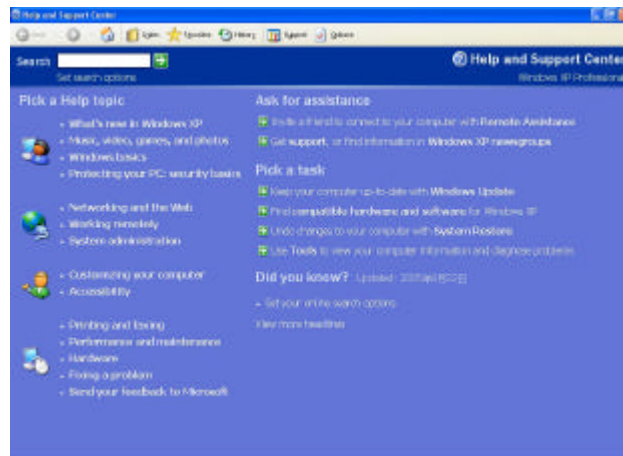 Help and Support Center
Index Favorites History Support Options
Search
Set search options
Help and Support Center
Windows XP Professional
Pick a Help topic
What's new in Windows XP
Music, video, games, and photos
Windows basics
Protecting your PC: security basics
Networking and the Web
Working remotely
System administration
Customizing your computer
Accessibility
Printing and faxing
Performance and maintenance
Hardware
Fixing a problem
Send your feedback to Microsoft
Ask for assistance
Invite a friend to connect to your computer with Remote Assistance
Get support, or find information in Windows XP newsgroups
Pick a task
Keep your computer up-to-date with Windows Update
Find compatible hardware and software for Windows XP
Undo changes to your computer with System Restore
Use Tools to view your computer information and diagnose problems
Did you know? Updated:
Set your online search options
View more headlines